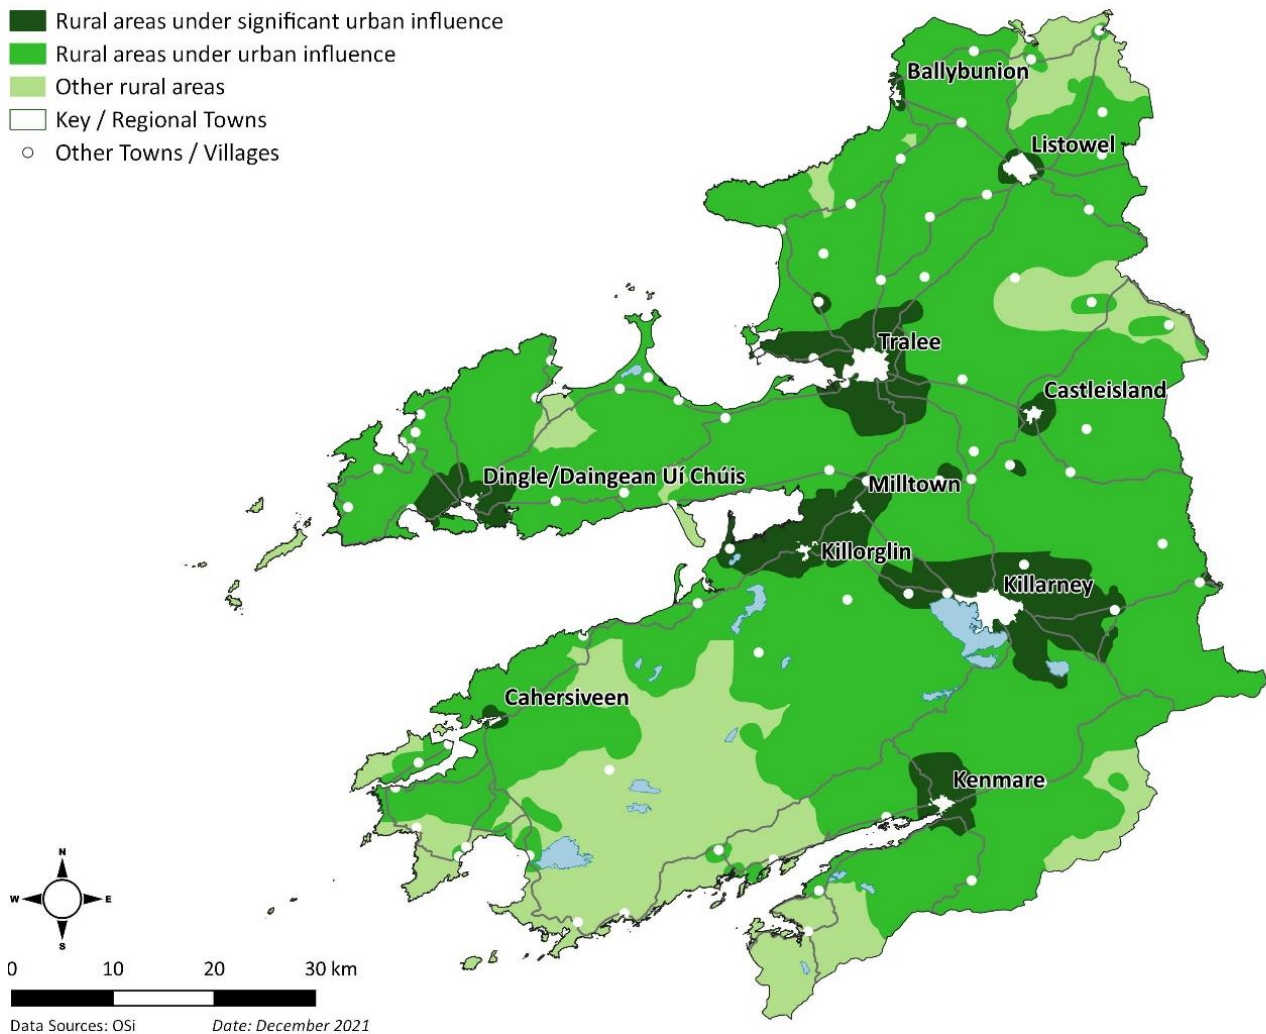 Rural areas under significant urban influence
Rural areas under urban influence
Other rural areas
Key / Regional Towns
Other Towns / Villages
Ballybunion
Listowel
Tralee
Castleisland
Dingle/Daingean Uí Chúis
Milltown
Killorglin
Killarney
Cahersiveen
Kenmare
N
W E
S
0 10 20 30 km
Data Sources: OSi Date: December 2021